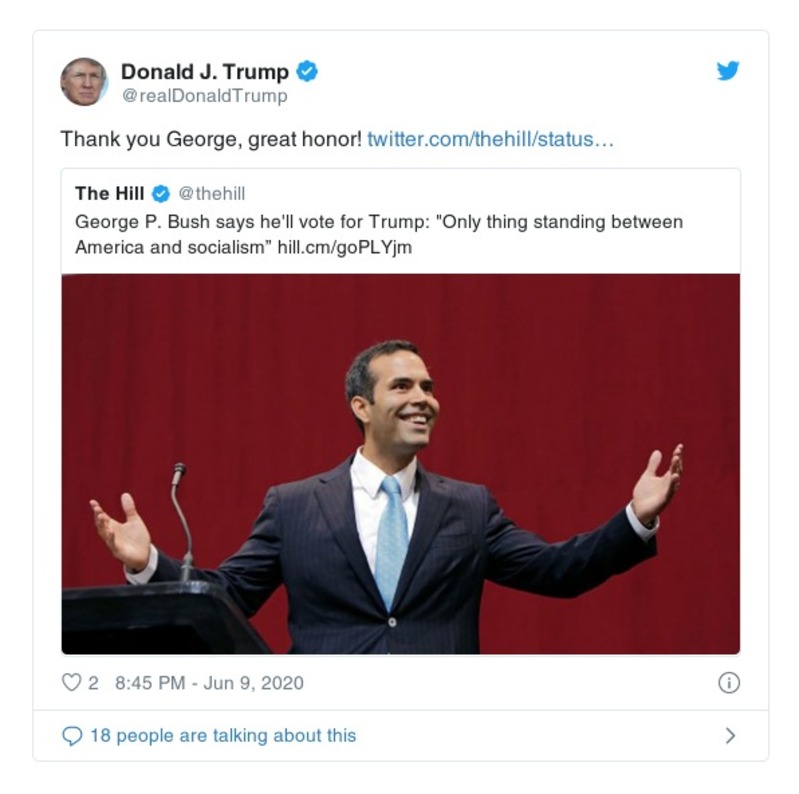 Donald J. Trump
@realDonaldTrump
Thank you George, great honor! twitter.com/thehill/status…
The Hill @thehill
George P. Bush says he'll vote for Trump: "Only thing standing between
America and socialism” hill.cm/goPLYjm
2 8:45 PM - Jun 9, 2020
18 people are talking about this